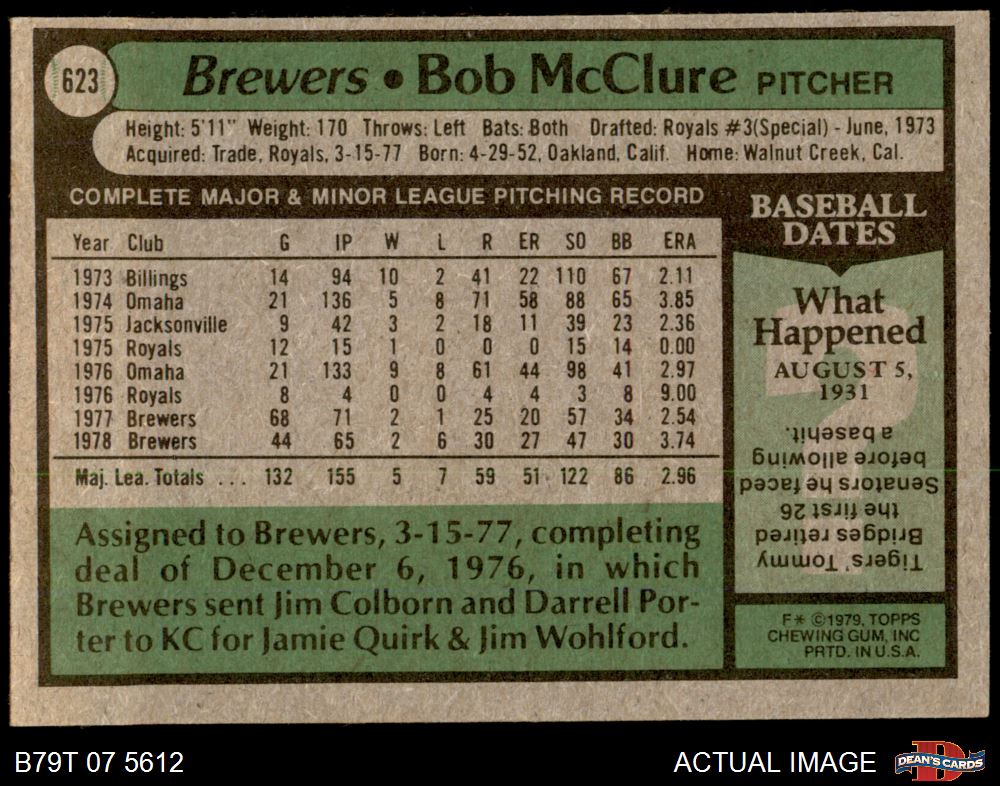 623
Brewers • Bob McClure PITCHER
Height: 5'11" Weight: 170 Throws: Left Bats: Both Drafted: Royals #3(Special) - June, 1973
Acquired: Trade, Royals, 3-15-77 Born: 4-29-52, Oakland, Calif. Home: Walnut Creek, Cal.
COMPLETE MAJOR & MINOR LEAGUE PITCHING RECORD
Year Club G IP W L R ER SO BB ERA
1973 Billings 14 94 10 2 41 22 110 67 2.11
1974 Omaha 21 136 5 8 71 58 88 65 3.85
1975 Jacksonville 9 42 3 2 18 11 39 23 2.36
1975 Royals 12 15 1 0 0 0 15 14 0.00
1976 Omaha 21 133 9 8 61 44 98 41 2.97
1976 Royals 8 4 0 0 4 4 3 8 9.00
1977 Brewers 68 71 2 1 25 20 57 34 2.54
1978 Brewers 44 65 2 6 30 27 47 30 3.74
Maj. Lea. Totals ... 132 155 5 7 59 51 122 86 2.96
Assigned to Brewers, 3-15-77, completing
deal of December 6, 1976, in which
Brewers sent Jim Colborn and Darrell Por-
ter to KC for Jamie Quirk & Jim Wohlford.
BASEBALL
DATES
What
Happened
AUGUST 5,
1931
Tigers' Tommy
Bridges retired
the first 26
Senators he faced
before allowing
a basehit.
F* ©1979, TOPPS
CHEWING GUM, INC
PRTD. IN U.S.A.
B79T 07 5612
ACTUAL IMAGE
DEAN'S CARDS